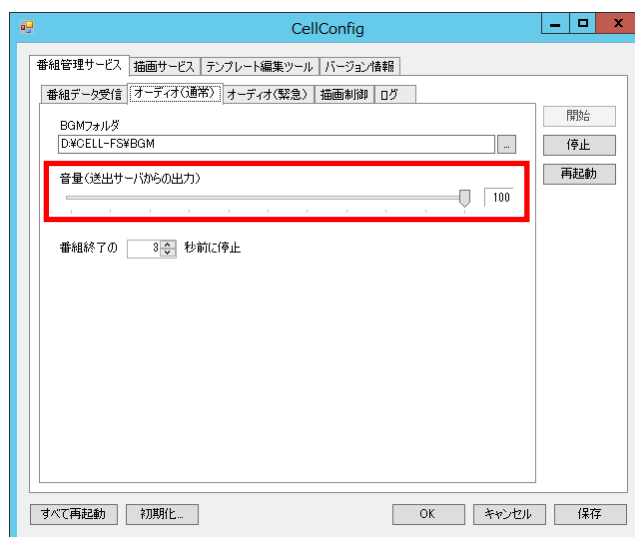 CellConfig
番組管理サービス 描画サービス テンプレート編集ツール バージョン情報
番組データ受信 オーディオ(通常) オーディオ(緊急) 描画制御 ログ
開始
BGMフォルダ
D:¥CELL-FS¥BGM ...
停止
音量(送出サーバからの出力)
再起動
100
番組終了の 3 秒前に停止
すべて再起動 初期化... OK キャンセル 保存